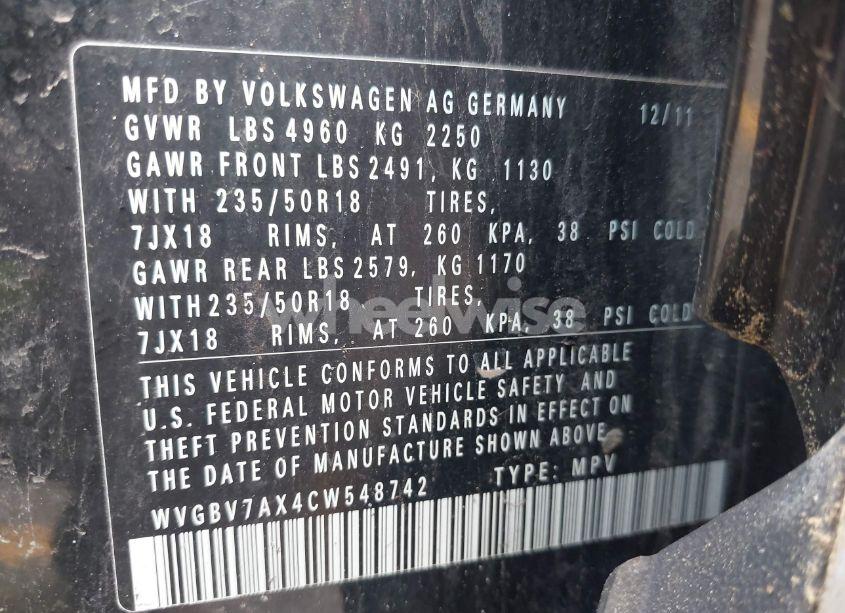 MFD BY VOLKSWAGEN AG GERMANY 12/11
GVWR LBS 4960 KG 2250
GAWR FRONT LBS 2491, KG 1130
WITH 235/50R18 TIRES,
7JX18 RIMS, AT 260 KPA, 38 PSI COLD
GAWR REAR LBS 2579, KG 1170
WITH 235/50R18 TIRES,
wheelwise
7JX18 RIMS, AT 260 KPA, 38 PSI COLD
THIS VEHICLE CONFORMS TO ALL APPLICABLE
U.S. FEDERAL MOTOR VEHICLE SAFETY AND
THEFT PREVENTION STANDARDS IN EFFECT ON
THE DATE OF MANUFACTURE SHOWN ABOVE
WVGBV7AX4CW548742 TYPE: MPV